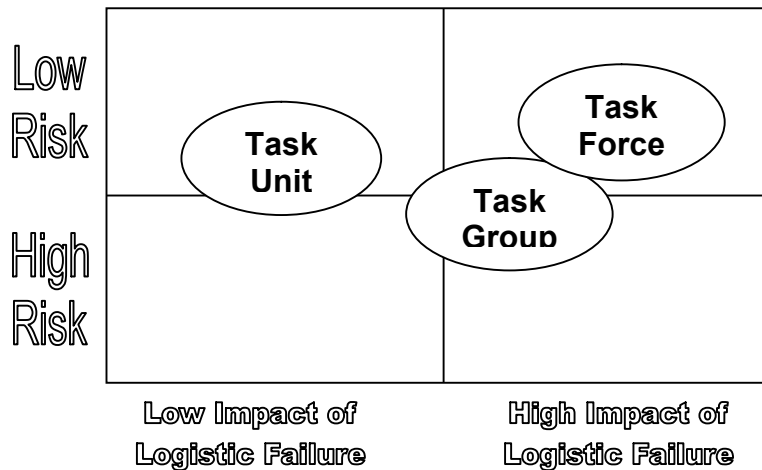 Low
Risk
Task
Force
Task
Unit
Task
Group
High
Risk
Low Impact of
Logistic Failure
High Impact of
Logistic Failure